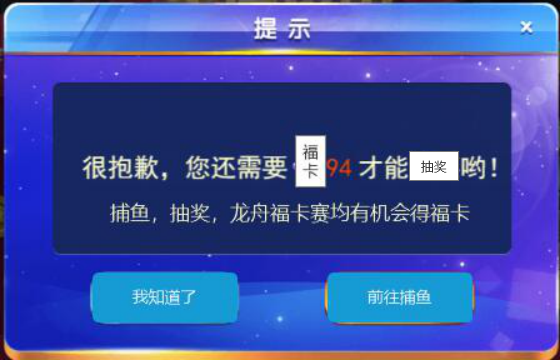 提示
很抱歉，您还需要福卡94才能抽奖哟！
捕鱼，抽奖，龙舟福卡赛均有机会得福卡
我知道了
前往捕鱼